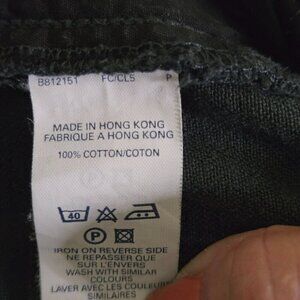 B812151 FC/CLS P
MADE IN HONG KONG
FABRIQUE A HONG KONG
100% COTTON/COTON
40 P
IRON ON REVERSE SIDE
NE REPASSER QUE
SUR L'ENVERS
WASH WITH SIMILAR
COLOURS
LAVER AVEC LES COULEURS